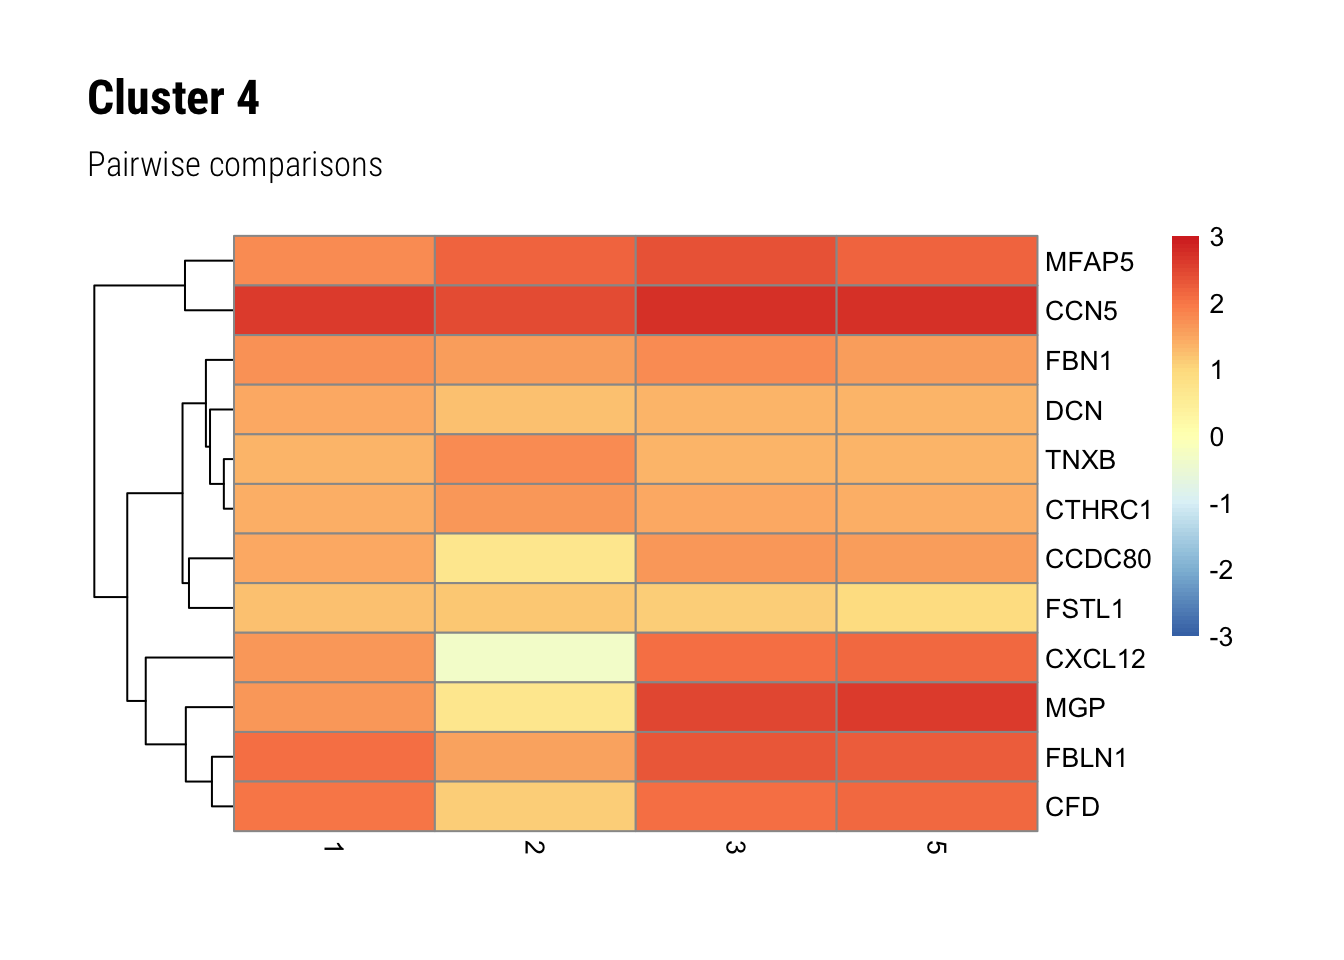 Cluster 4
Pairwise comparisons
MFAP5
CCN5
FBN1
DCN
TNXB
CTHRC1
CCDC80
FSTL1
CXCL12
MGP
FBLN1
CFD
1
2
3
5
3
2
1
0
-1
-2
-3